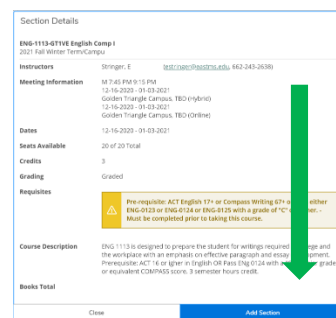 Section Details
ENG-1113-GT1VE English Comp I
2021 Fall Winter Term/Campu
Instructors
Stringer, E (estringer@eastms.edu, 662-243-2638)
Meeting Information
M 7:45 PM 9:15 PM
12-16-2020 - 01-03-2021
Golden Triangle Campus, TBD (Hybrid)
12-16-2020 - 01-03-2021
Golden Triangle Campus, TBD (Online)
Dates
12-16-2020 - 01-03-2021
Seats Available
20 of 20 Total
Credits
3
Grading
Graded
Requisites
Pre-requisite: ACT English 17+ or Compass Writing 67+ either
ENG-0123 or ENG-0124 or ENG-0125 with a grade of "C" -
Must be completed prior to taking this course.
Course Description
ENG 1113 is designed to prepare the student for writings required and
the workplace with an emphasis on effective paragraph and essay
Prerequisite: ACT 16 or in English OR Pass Eng 0124 with grade
or equivalent COMPASS score. 3 semester hours credit.
Books Total
Close
Add Section